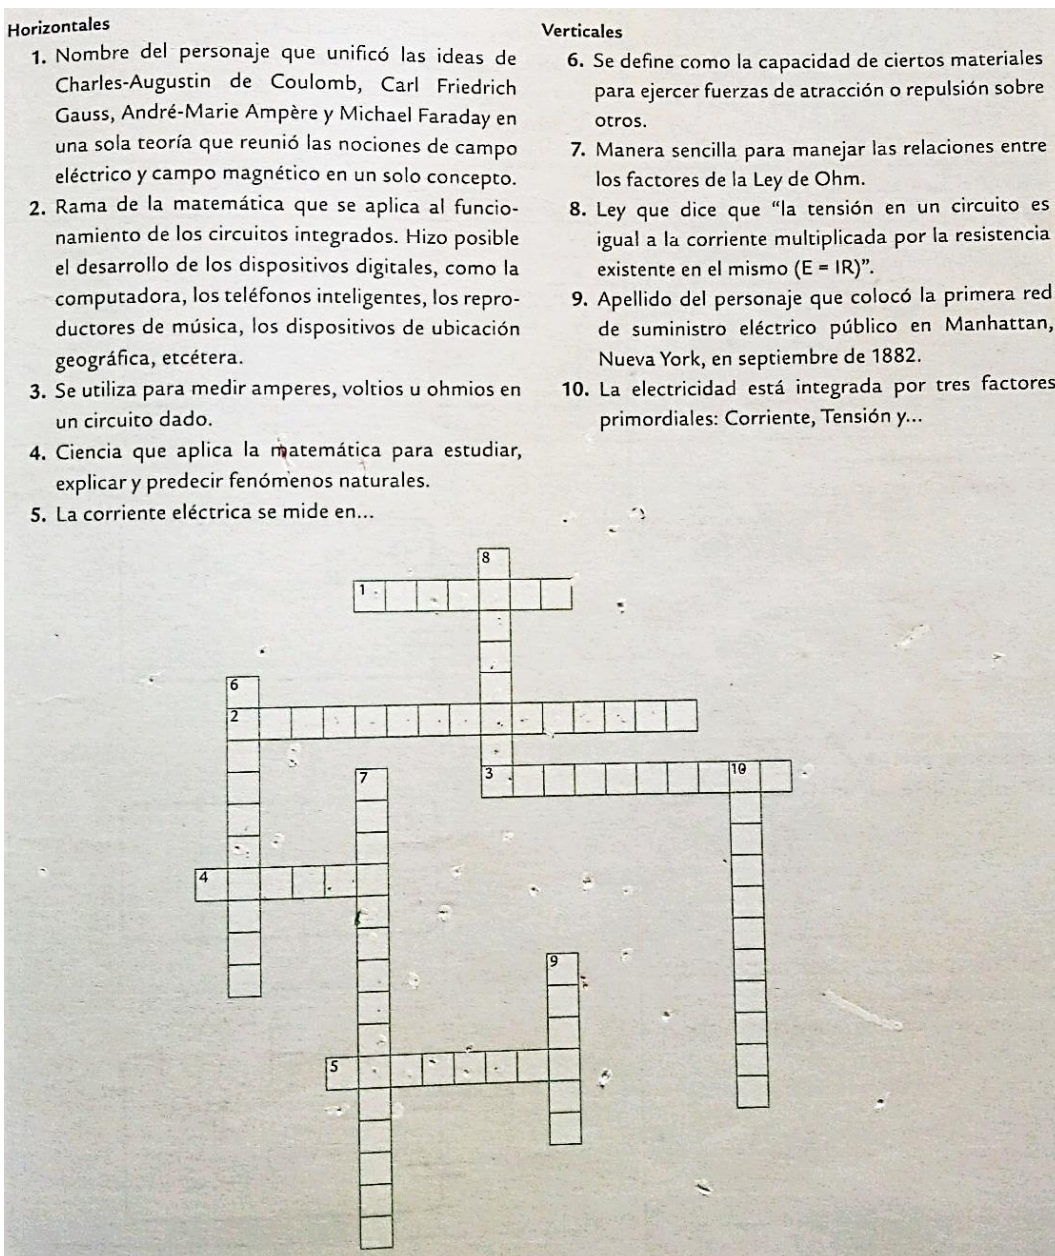 Horizontales
1. Nombre del personaje que unificó las ideas de
Charles-Augustin de Coulomb, Carl Friedrich
Gauss, André-Marie Ampère y Michael Faraday en
una sola teoría que reunió las nociones de campo
eléctrico y campo magnético en un solo concepto.
2. Rama de la matemática que se aplica al funcio-
namiento de los circuitos integrados. Hizo posible
el desarrollo de los dispositivos digitales, como la
computadora, los teléfonos inteligentes, los repro-
ductores de música, los dispositivos de ubicación
geográfica, etcétera.
3. Se utiliza para medir amperes, voltios u ohmios en
un circuito dado.
4. Ciencia que aplica la matemática para estudiar,
explicar y predecir fenómenos naturales.
5. La corriente eléctrica se mide en...
Verticales
6. Se define como la capacidad de ciertos materiales
para ejercer fuerzas de atracción o repulsión sobre
otros.
7. Manera sencilla para manejar las relaciones entre
los factores de la Ley de Ohm.
8. Ley que dice que “la tensión en un circuito es
igual a la corriente multiplicada por la resistencia
existente en el mismo (E = IR)”.
9. Apellido del personaje que colocó la primera red
de suministro eléctrico público en Manhattan,
Nueva York, en septiembre de 1882.
10. La electricidad está integrada por tres factores
primordiales: Corriente, Tensión y...
8
1
6
2
3
10
7
4
9
5